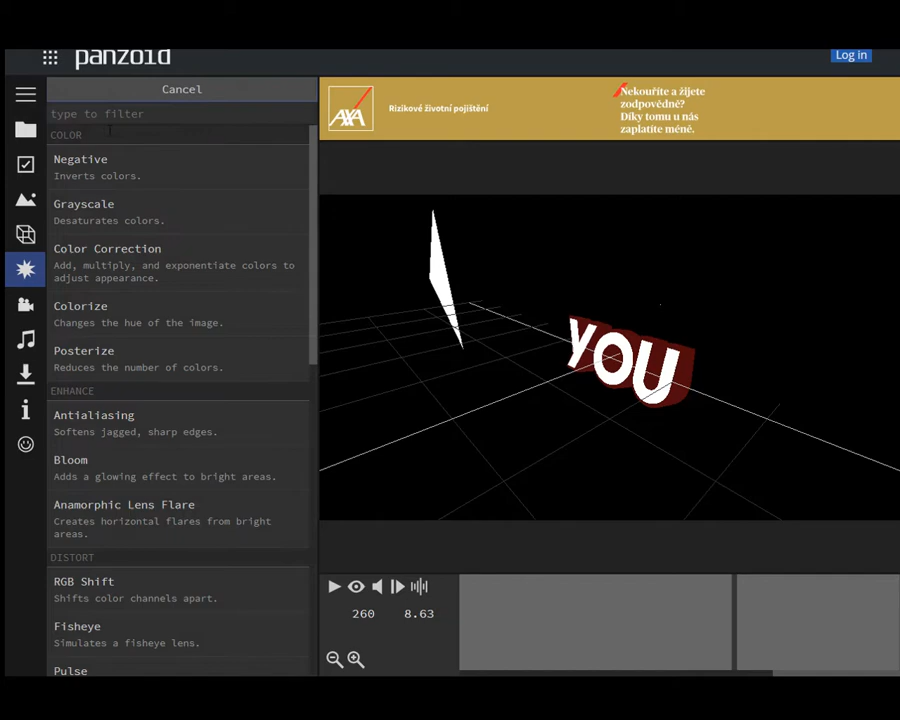 panzoid
Log in
Cancel
type to filter
COLOR
Negative
Inverts colors.
Grayscale
Desaturates colors.
Color Correction
Add, multiply, and exponentiate colors to
adjust appearance.
Colorize
Changes the hue of the image.
Posterize
Reduces the number of colors.
ENHANCE
Antialiasing
Softens jagged, sharp edges.
Bloom
Adds a glowing effect to bright areas.
Anamorphic Lens Flare
Creates horizontal flares from bright
areas.
DISTORT
RGB Shift
Shifts color channels apart.
Fisheye
Simulates a fisheye lens.
Pulse
AXA
Rizikové životní pojištění
Nekouříte a žijete
zodpovědně?
Díky tomu u nás
zaplatíte méně.
YOU
260 8.63